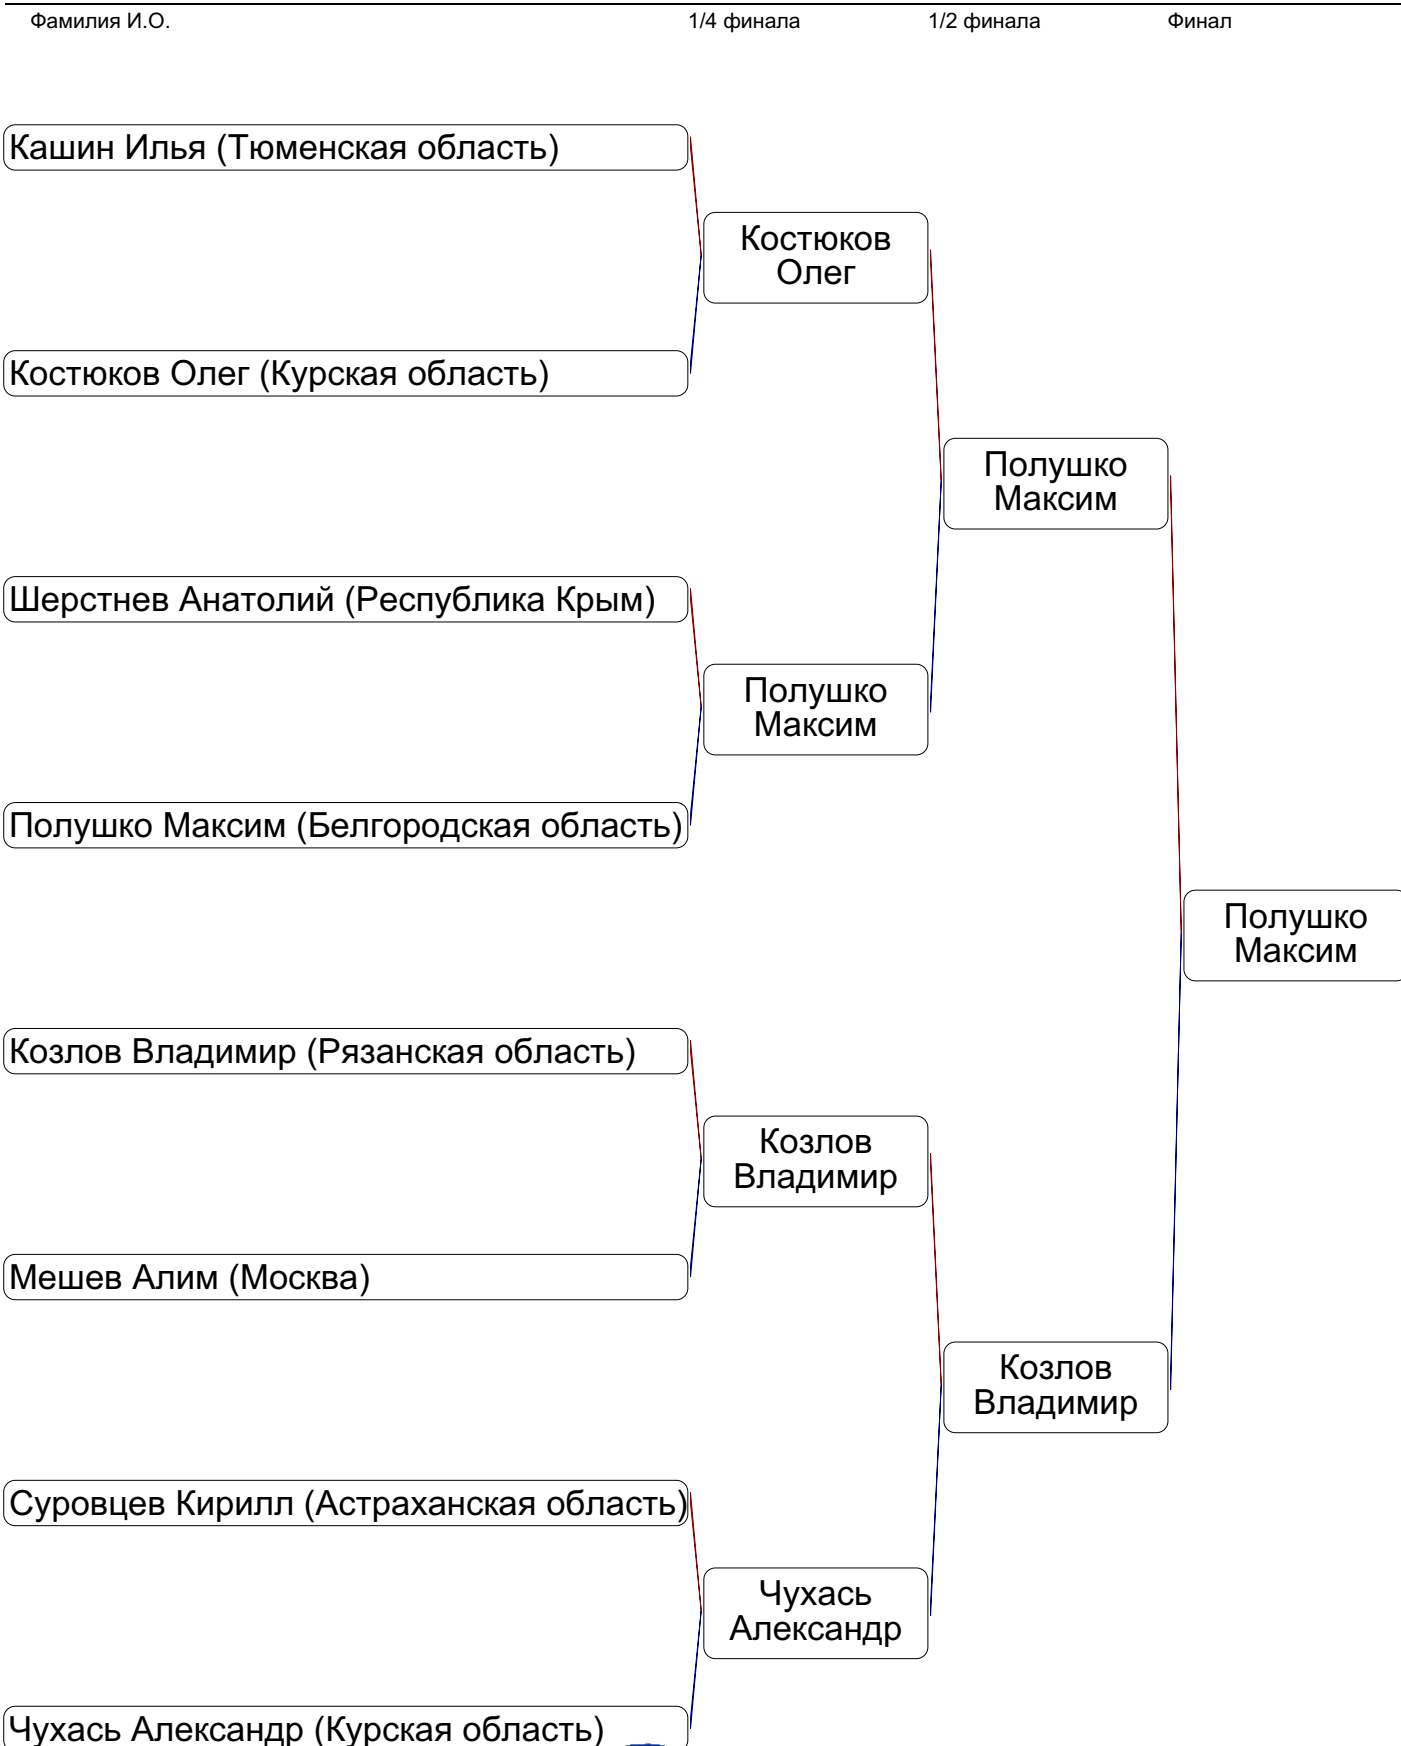 Фамилия И.О. 1/4 финала 1/2 финала Финал
Кашин Илья (Тюменская область)
Костюков
Олег
Костюков Олег (Курская область)
Полушко
Максим
Шерстнев Анатолий (Республика Крым)
Полушко
Максим
Полушко Максим (Белгородская область)
Полушко
Максим
Козлов Владимир (Рязанская область)
Козлов
Владимир
Мешев Алим (Москва)
Козлов
Владимир
Суровцев Кирилл (Астраханская область)
Чухась
Александр
Чухась Александр (Курская область)